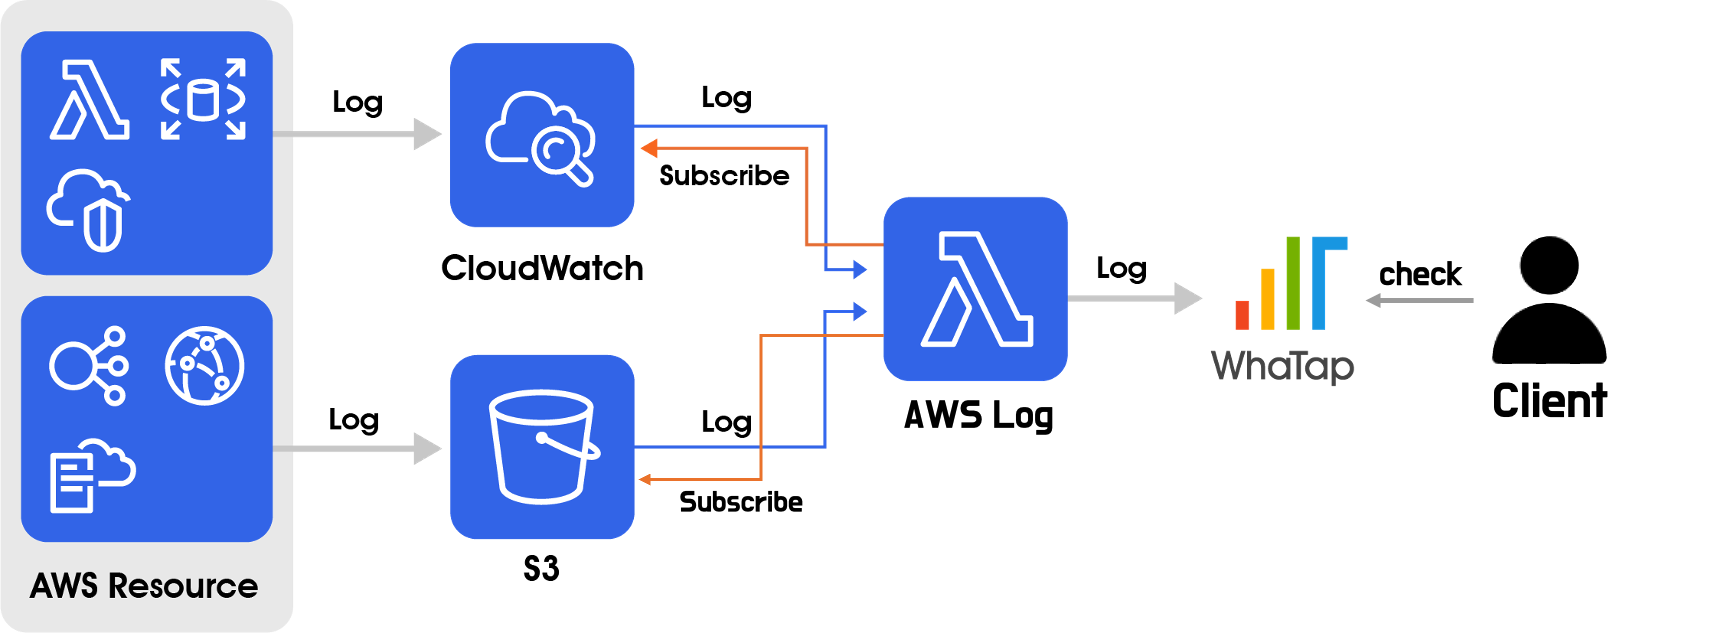 Log
Log
Subscribe
CloudWatch
Log
check
WhaTap
Client
AWS Log
Log
Log
Subscribe
S3
AWS Resource